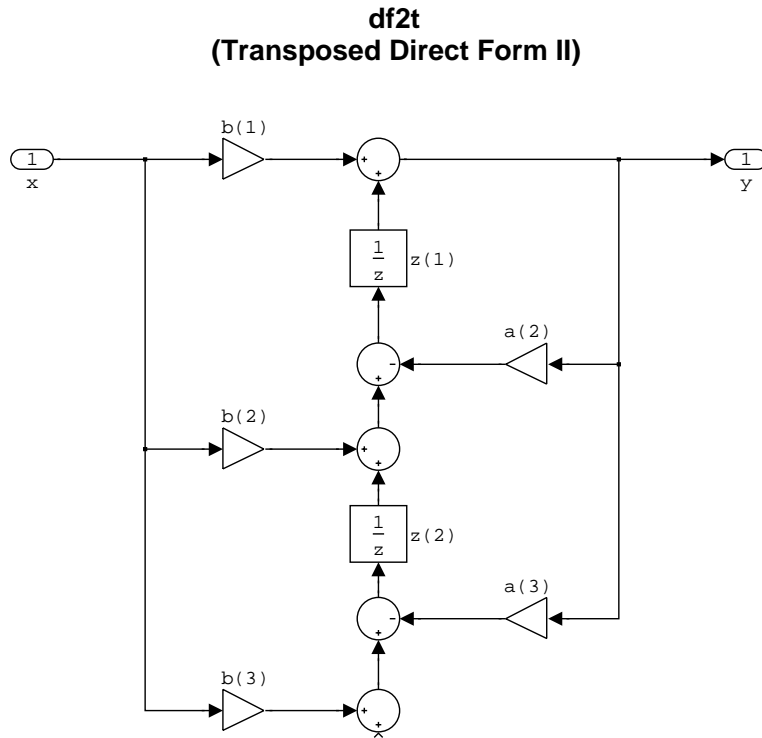 df2t
(Transposed Direct Form II)
b(1)
1
x
+
+
1
y
1
z
z(1)
a(2)
-
+
b(2)
+
+
1
z
z(2)
a(3)
-
+
b(3)
+
+